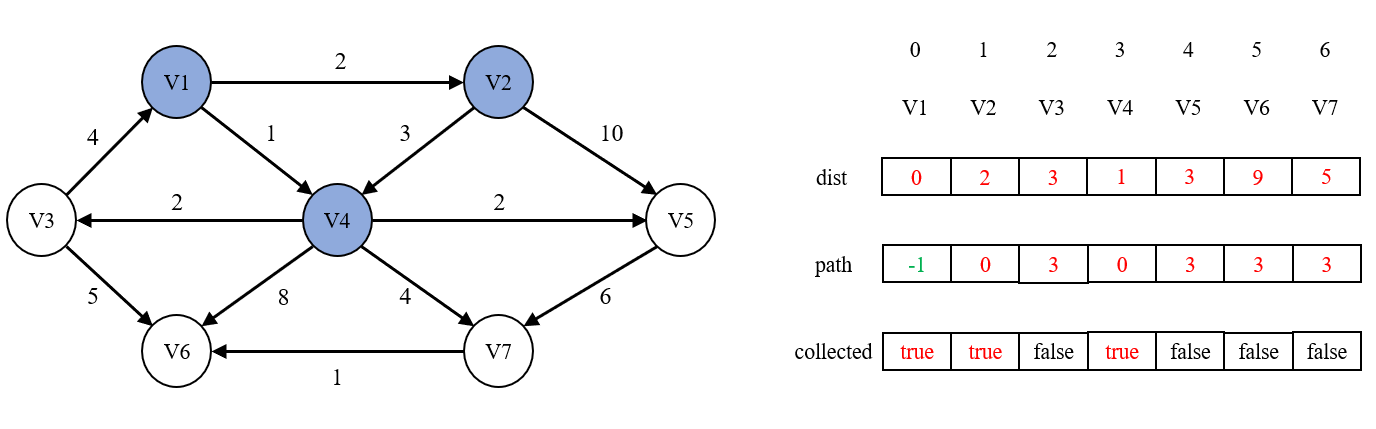 V1
2
V2
4
1
3
10
V3
2
V4
2
V5
5
8
4
6
V6
1
V7
0 1 2 3 4 5 6
V1 V2 V3 V4 V5 V6 V7
dist 0 2 3 1 3 9 5
path -1 0 3 0 3 3 3
collected true true false true false false false